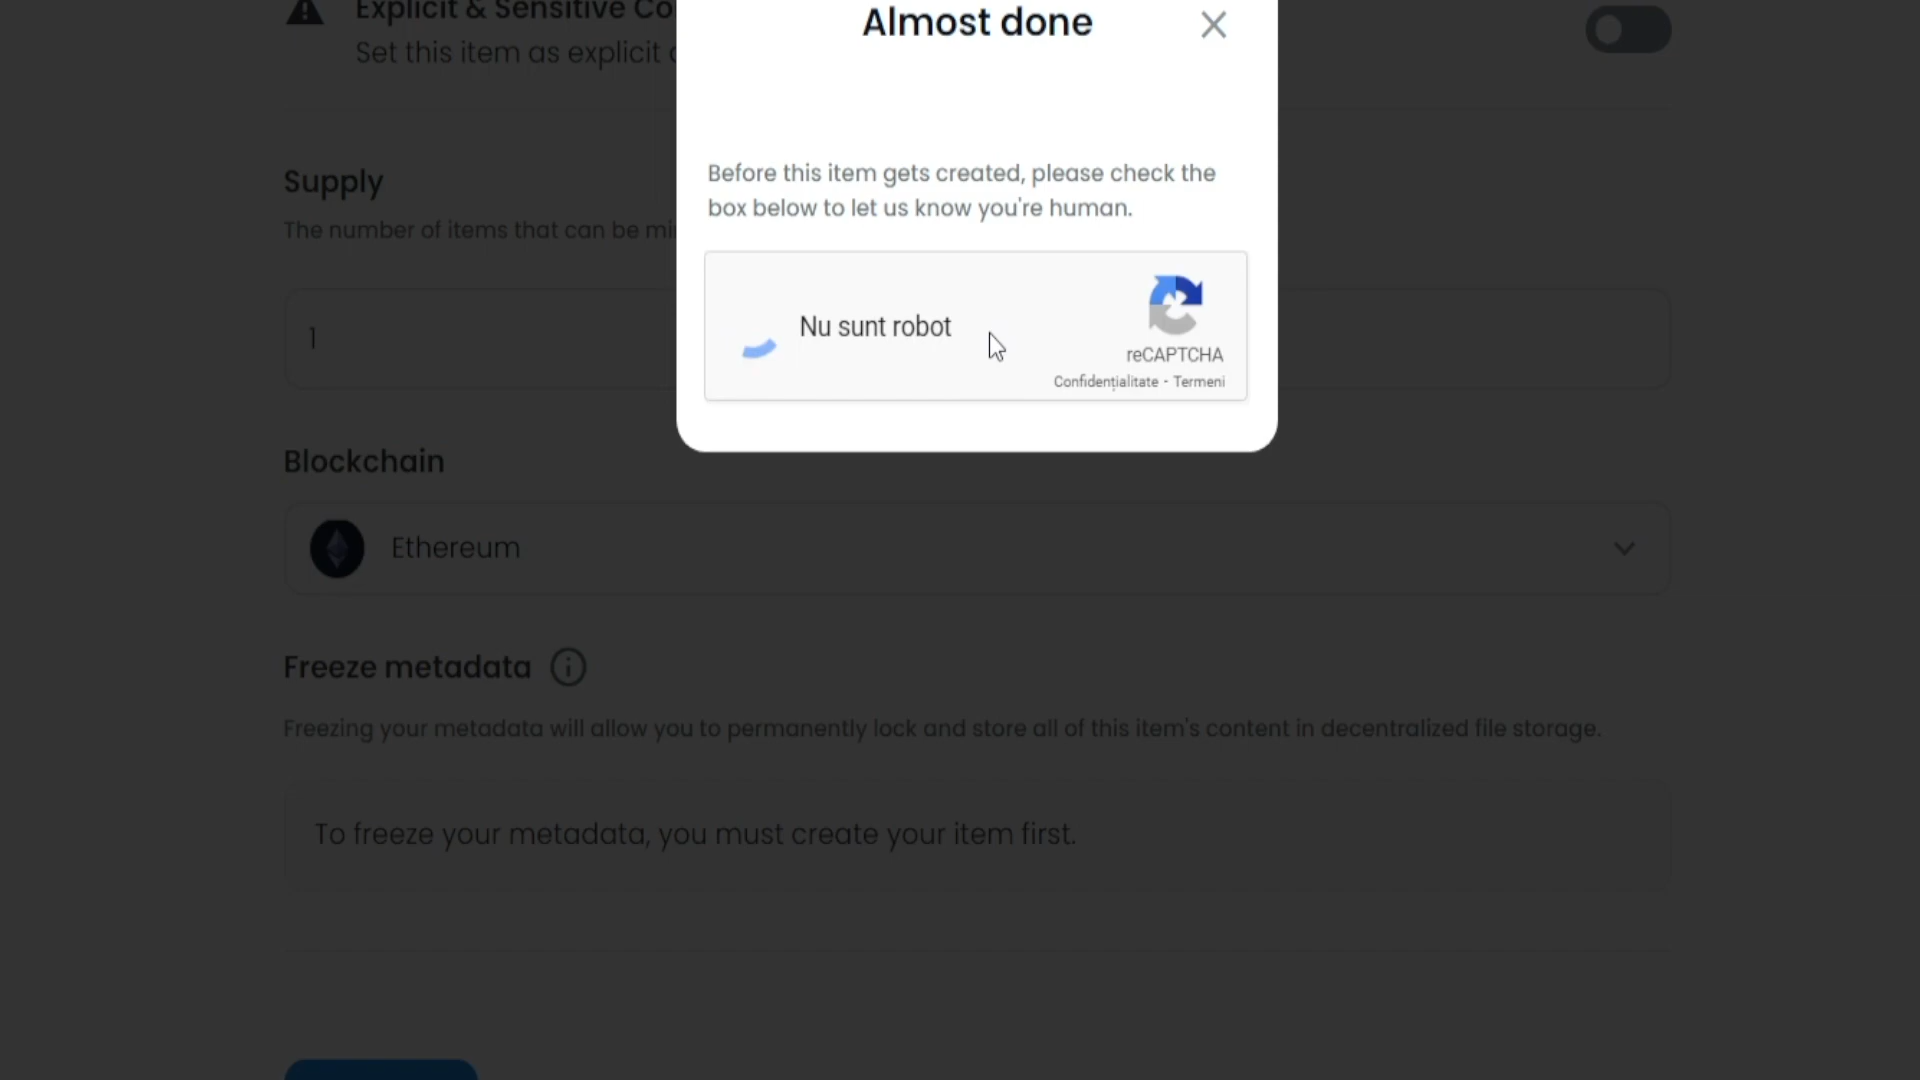 Explicit & Sensitive Co
Set this item as explicit
Almost done
Supply
The number of items that can be mi
1
Before this item gets created, please check the
box below to let us know you're human.
Nu sunt robot
reCAPTCHA
Confidențialitate - Termeni
Blockchain
Ethereum
Freeze metadata
Freezing your metadata will allow you to permanently lock and store all of this item's content in decentralized file storage.
To freeze your metadata, you must create your item first.